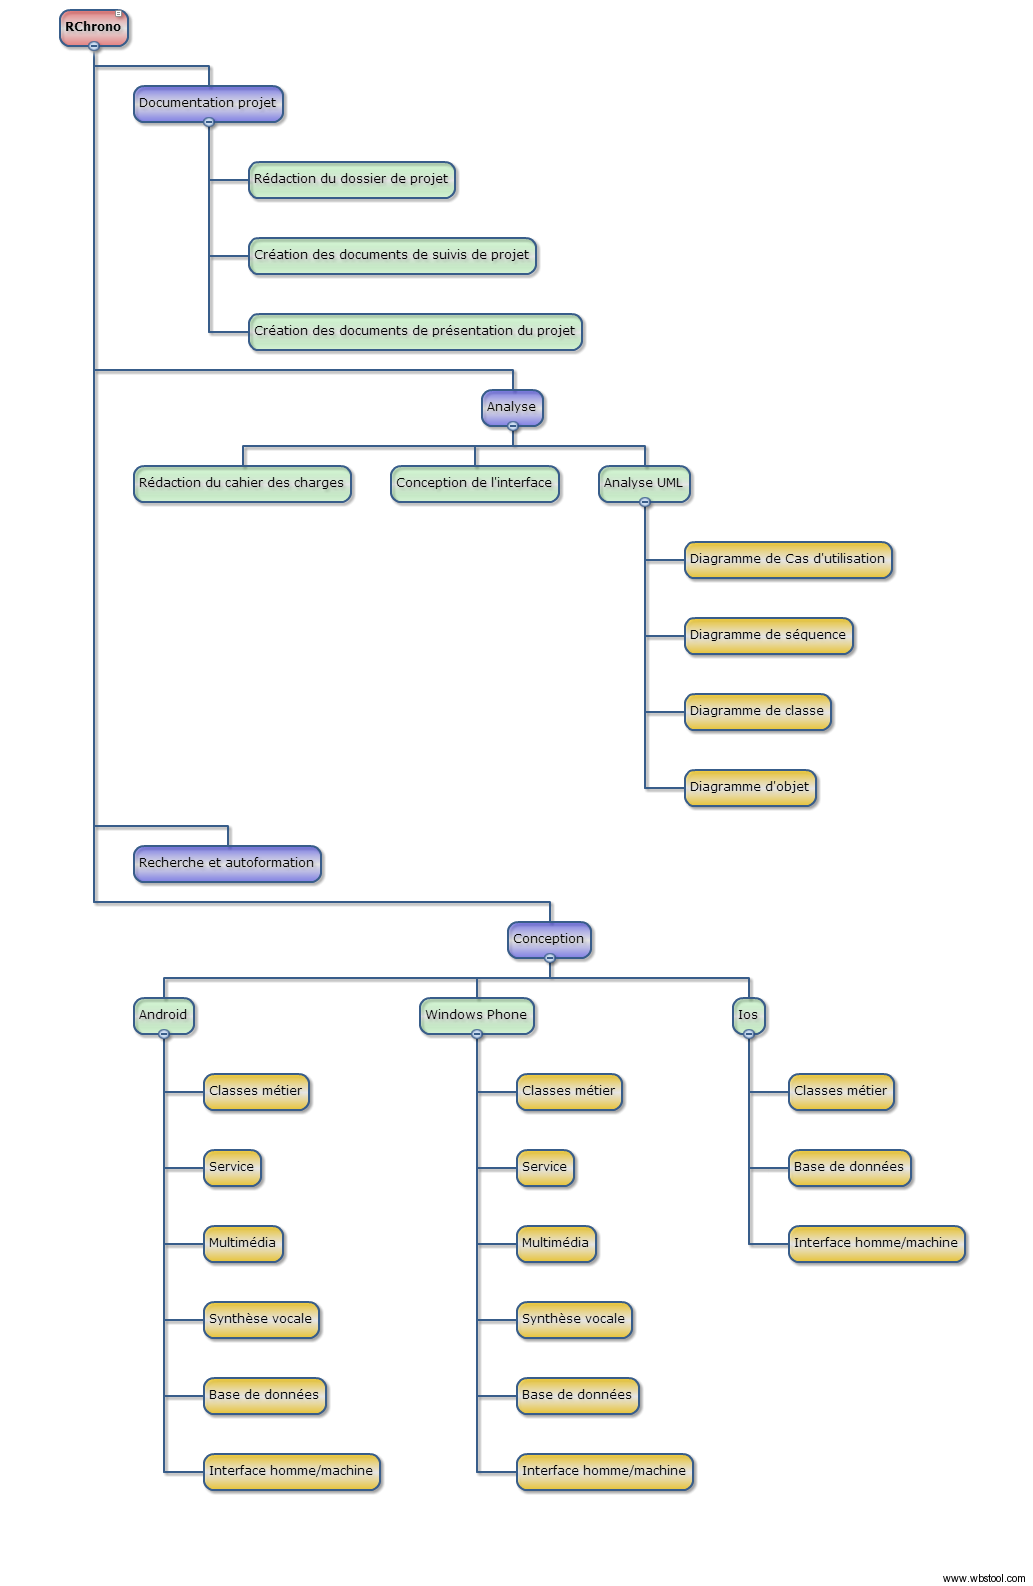 RChrono
Documentation projet
Rédaction du dossier de projet
Création des documents de suivis de projet
Création des documents de présentation du projet
Analyse
Rédaction du cahier des charges
Conception de l'interface
Analyse UML
Diagramme de Cas d'utilisation
Diagramme de séquence
Diagramme de classe
Diagramme d'objet
Recherche et autoformation
Conception
Android
Classes métier
Service
Multimédia
Synthèse vocale
Base de données
Interface homme/machine
Windows Phone
Classes métier
Service
Multimédia
Synthèse vocale
Base de données
Interface homme/machine
Ios
Classes métier
Base de données
Interface homme/machine
www.wbstool.com